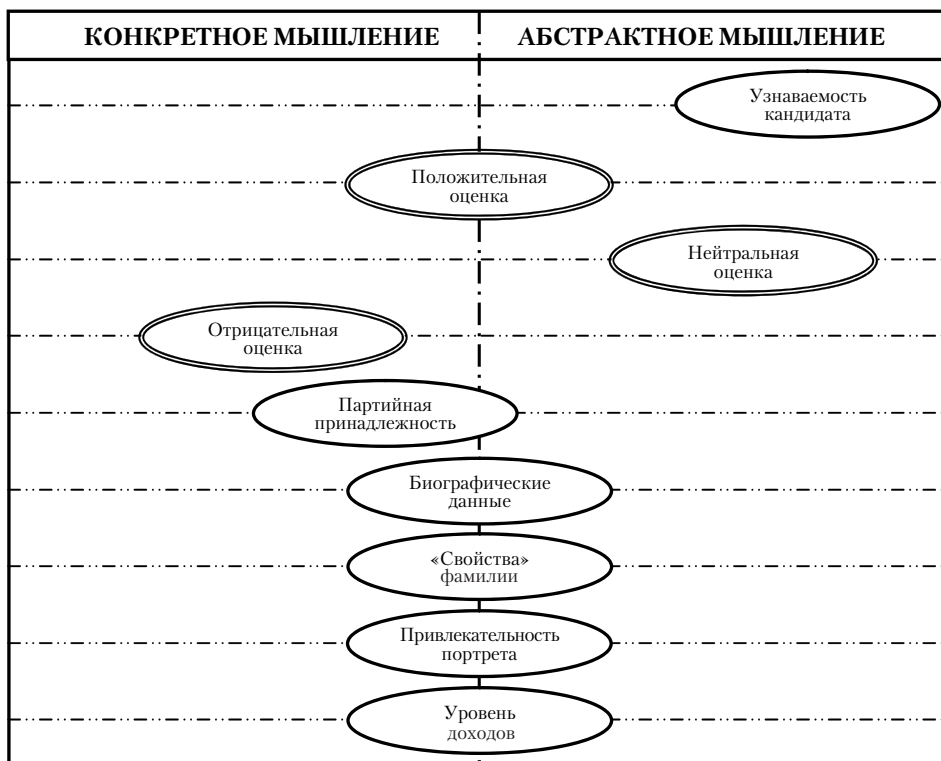 КОНКРЕТНОЕ МЫШЛЕНИЕ
АБСТРАКТНОЕ МЫШЛЕНИЕ
Узнаваемость
кандидата
Положительная
оценка
Нейтральная
оценка
Отрицательная
оценка
Партийная
принадлежность
Биографические
данные
«Свойства»
фамилии
Привлекательность
портрета
Уровень
доходов